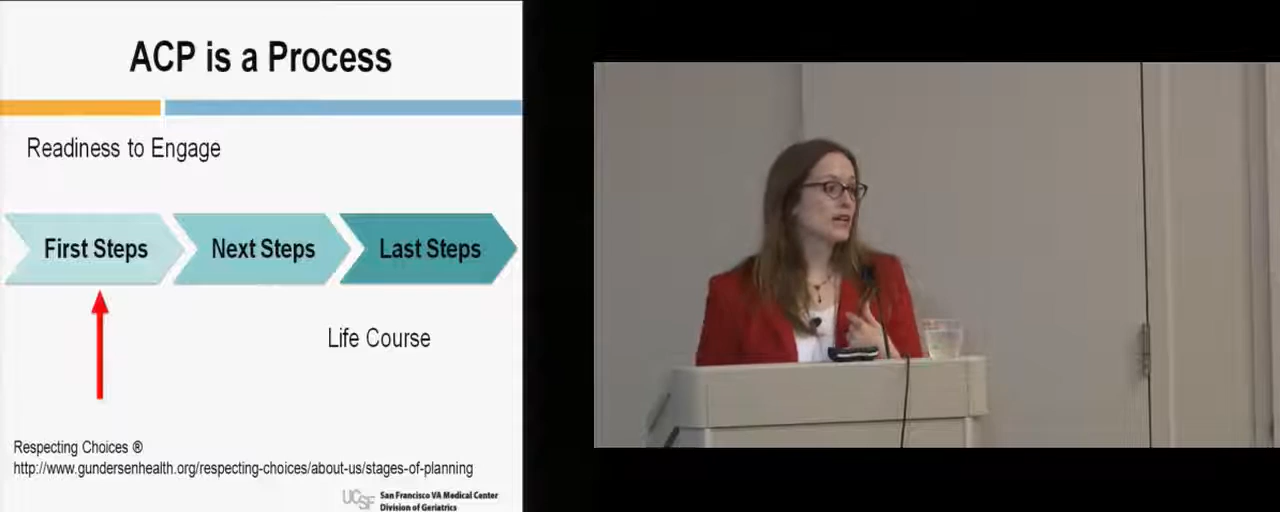 ACP is a Process
Readiness to Engage
First Steps
Next Steps
Last Steps
Life Course
Respecting Choices ®
http://www.gundersenhealth.org/respecting-choices/about-us/stages-of-planning
UCSF
San Francisco VA Medical Center
Division of Geriatrics